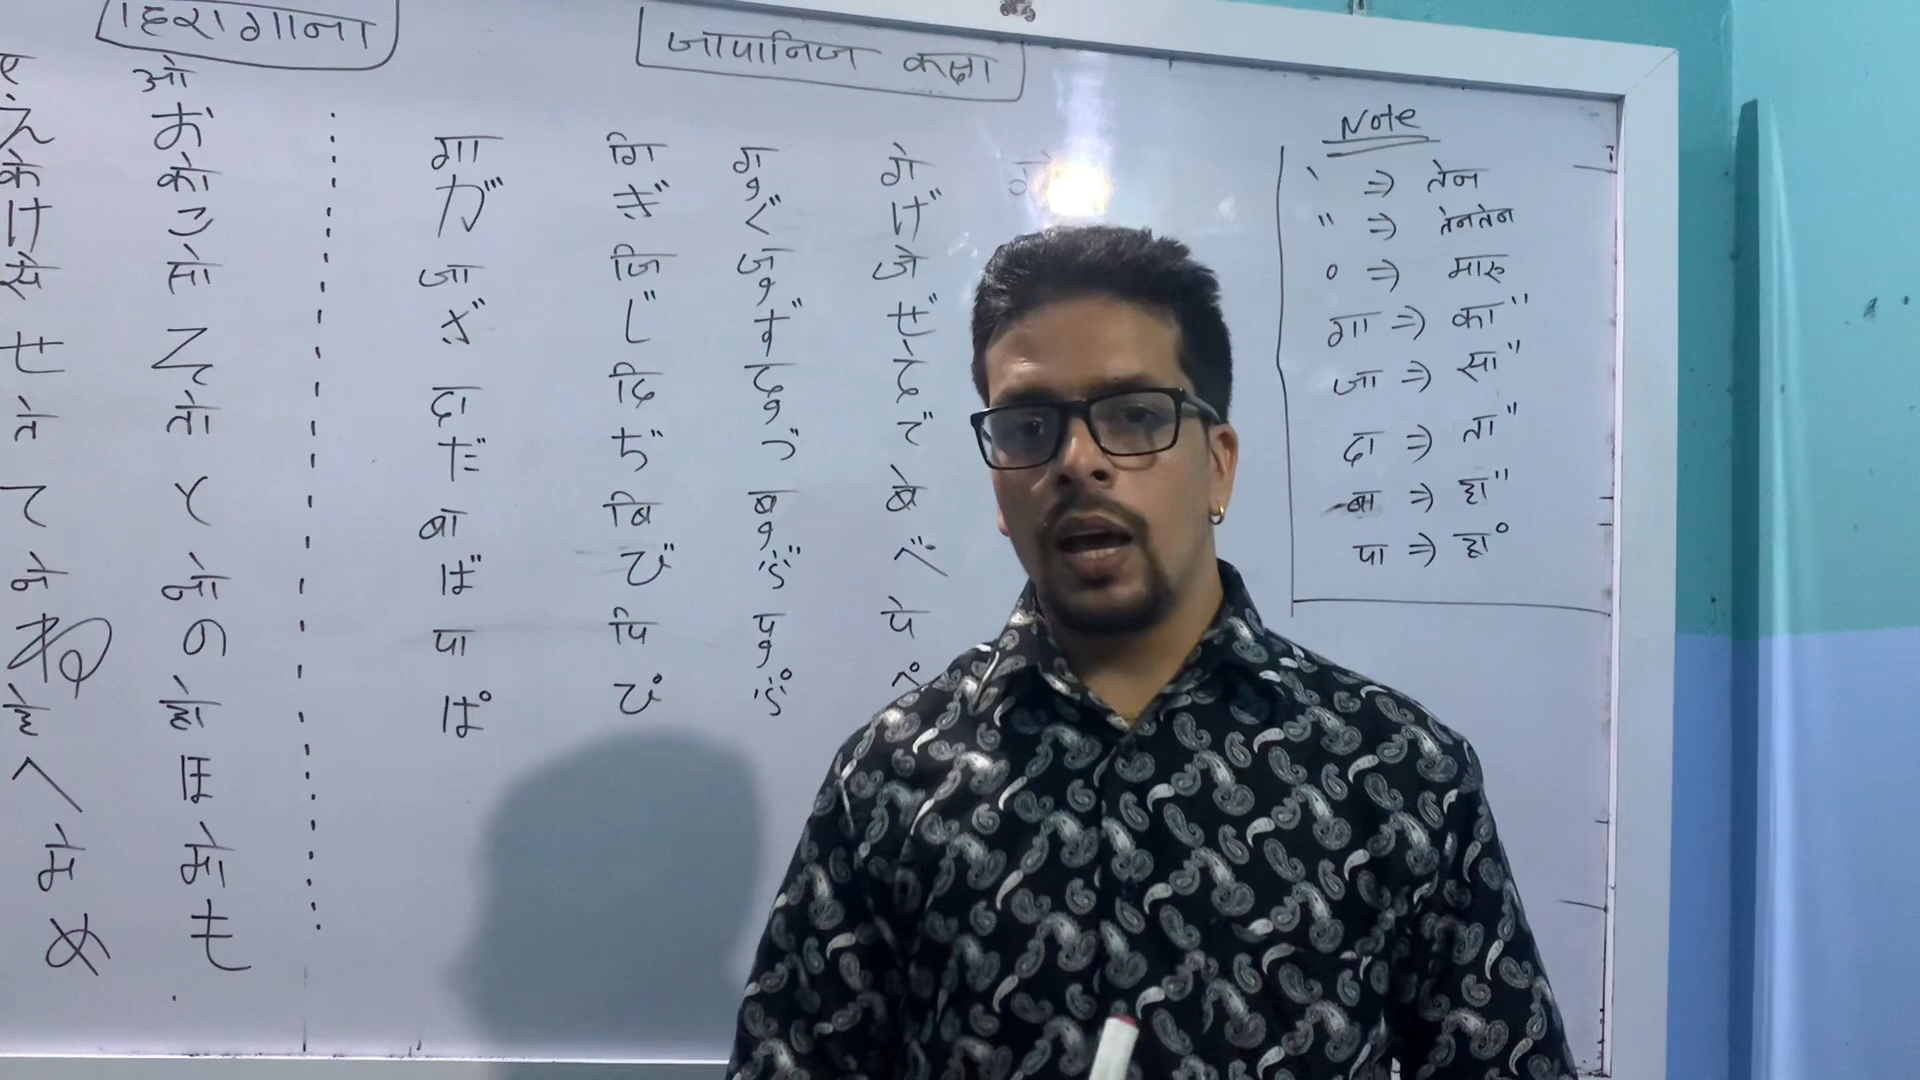 हिरागाना
जापानिज कक्षा
ए ओ
え お
के को
け こ
से सो
せ そ
ते तो
て と
ने नो
ね の
हे हो
へ ほ
मे मो
め も
गा गि गु गे
が ぎ ぐ げ
जा जि जु जे
ざ じ ず ぜ
दा दि दु दे
だ ぢ づ で
बा बि बु बे
ば び ぶ べ
पा पि पु पे
ぱ ぴ ぷ ぺ
Note
` ⇒ तेन
" ⇒ तेनतेन
० ⇒ मारु
गा ⇒ का"
जा ⇒ सा"
दा ⇒ ता"
बा ⇒ हा"
पा ⇒ हा°